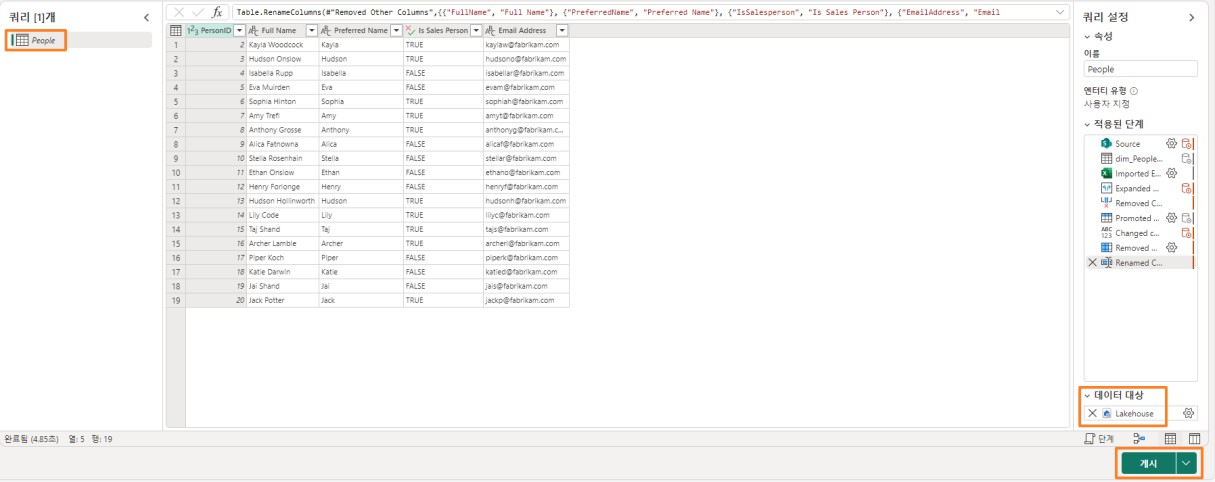 쿼리 [1]개
People
fx Table.RenameColumns(#"Removed Other Columns",{{"FullName", "Full Name"}, {"PreferredName", "Preferred Name"}, {"IsSalesperson", "Is Sales Person"}, {"EmailAddress", "Email
PersonID Full Name Preferred Name Is Sales Person Email Address
1 2 Kayla Woodcock Kayla TRUE kaylaw@fabrikam.com
2 3 Hudson Onslow Hudson TRUE hudsono@fabrikam.com
3 4 Isabella Rupp Isabella FALSE isabellar@fabrikam.com
4 5 Eva Muirden Eva FALSE evam@fabrikam.com
5 6 Sophia Hinton Sophia TRUE sophiah@fabrikam.com
6 7 Amy Trefl Amy TRUE amyt@fabrikam.com
7 8 Anthony Grosse Anthony TRUE anthonyg@fabrikam.c...
8 9 Alica Fatnowna Alica FALSE alicaf@fabrikam.com
9 10 Stella Rosenhain Stella FALSE stellar@fabrikam.com
10 11 Ethan Onslow Ethan FALSE ethano@fabrikam.com
11 12 Henry Forlonge Henry FALSE henryf@fabrikam.com
12 13 Hudson Hollinworth Hudson FALSE hudsonh@fabrikam.com
13 14 Lily Code Lily TRUE lilyc@fabrikam.com
14 15 Taj Shand Taj TRUE tajs@fabrikam.com
15 16 Archer Lamble Archer TRUE archerl@fabrikam.com
16 17 Piper Koch Piper FALSE piperk@fabrikam.com
17 18 Katie Darwin Katie FALSE katied@fabrikam.com
18 19 Jai Shand Jai FALSE jais@fabrikam.com
19 20 Jack Potter Jack TRUE jackp@fabrikam.com
쿼리 설정
속성
이름
People
엔터티 유형
사용자 지정
적용된 단계
Source
dim_People...
Imported E...
Expanded ...
Removed C...
Promoted ...
Changed c...
Removed ...
Renamed C...
데이터 대상
Lakehouse
완료됨 (4.85초) 열: 5 행: 19
단계
게시